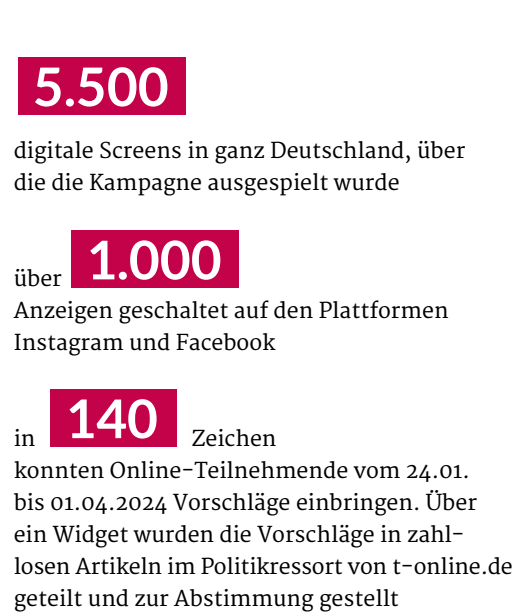 5.500
digitale Screens in ganz Deutschland, über
die die Kampagne ausgespielt wurde
über 1.000
Anzeigen geschaltet auf den Plattformen
Instagram und Facebook
in 140 Zeichen
konnten Online-Teilnehmende vom 24.01.
bis 01.04.2024 Vorschläge einbringen. Über
ein Widget wurden die Vorschläge in zahl-
losen Artikeln im Politikressort von t-online.de
geteilt und zur Abstimmung gestellt